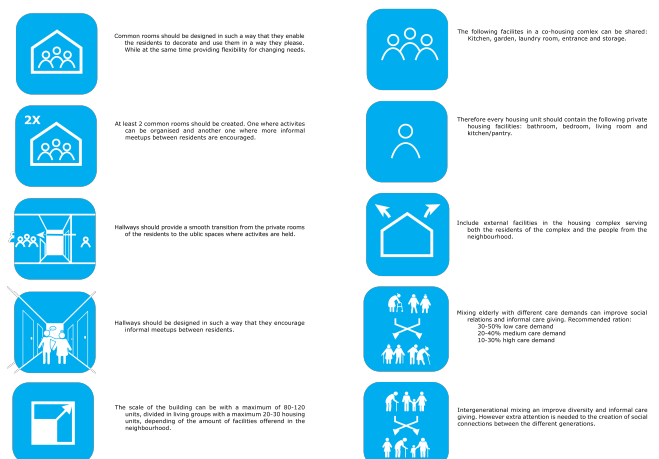 Common rooms should be designed in such a way that they enable
the residents to decorate and use them in a way they please.
While at the same time providing flexibility for changing needs.
2X
At least 2 common rooms should be created. One where activites
can be organised and another one where more informal
meetups between residents are encouraged.
Hallways should provide a smooth transition from the private rooms
of the residents to the ublic spaces where activites are held.
Hallways should be designed in such a way that they encourage
informal meetups between residents.
The scale of the building can be with a maximum of 80-120
units, divided in living groups with a maximum 20-30 housing
units, depending of the amount of facilities offerend in the
neighbourhood.
The following facilites in a co-housing comlex can be shared:
Kitchen, garden, laundry room, entrance and storage.
Therefore every housing unit should contain the following private
housing facilities: bathroom, bedroom, living room and
kitchen/pantry.
Include external facilities in the housing complex serving
both the residents of the complex and the people from the
neighbourhood.
Mixing elderly with different care demands can improve social
relations and informal care giving. Recommended ration:
30-50% low care demand
20-40% medium care demand
10-30% high care demand
Intergenerational mixing an improve diversity and informal care
giving. However extra attention is needed to the creation of social
connections between the different generations.